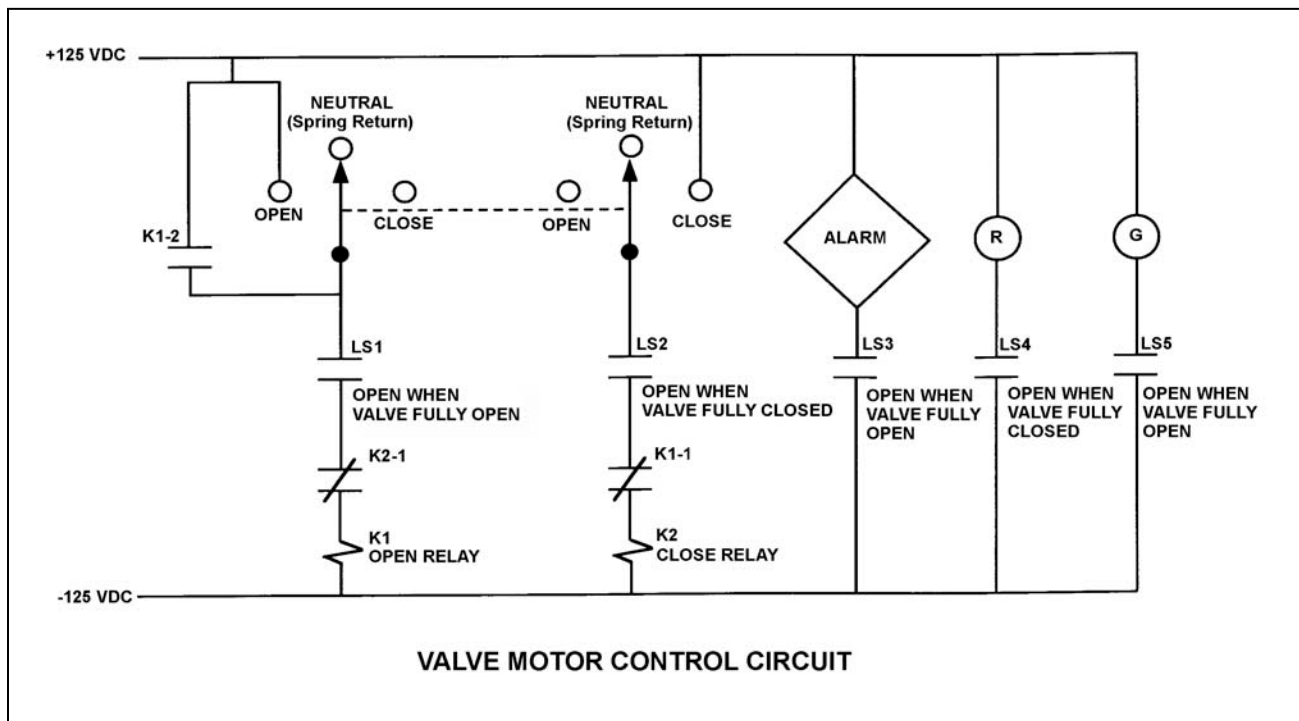 +125 VDC
NEUTRAL
(Spring Return)
NEUTRAL
(Spring Return)
OPEN
CLOSE
OPEN
CLOSE
K1-2
ALARM
R
G
LS1
OPEN WHEN
VALVE FULLY OPEN
LS2
OPEN WHEN
VALVE FULLY CLOSED
LS3
OPEN WHEN
VALVE FULLY
OPEN
LS4
OPEN WHEN
VALVE FULLY
CLOSED
LS5
OPEN WHEN
VALVE FULLY
OPEN
K2-1
K1-1
K1
OPEN RELAY
K2
CLOSE RELAY
-125 VDC
VALVE MOTOR CONTROL CIRCUIT